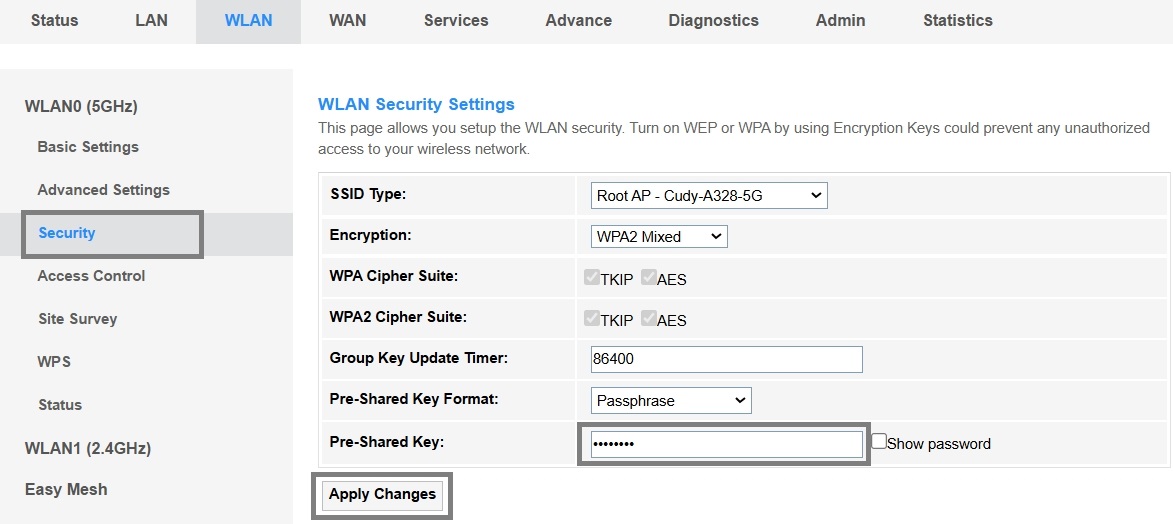 Status LAN WLAN WAN Services Advance Diagnostics Admin Statistics
WLAN0 (5GHz)
Basic Settings
Advanced Settings
Security
Access Control
Site Survey
WPS
Status
WLAN1 (2.4GHz)
Easy Mesh
WLAN Security Settings
This page allows you setup the WLAN security. Turn on WEP or WPA by using Encryption Keys could prevent any unauthorized
access to your wireless network.
SSID Type: Root AP - Cudy-A328-5G
Encryption: WPA2 Mixed
WPA Cipher Suite: TKIP AES
WPA2 Cipher Suite: TKIP AES
Group Key Update Timer: 86400
Pre-Shared Key Format: Passphrase
Pre-Shared Key: •••••••• Show password
Apply Changes